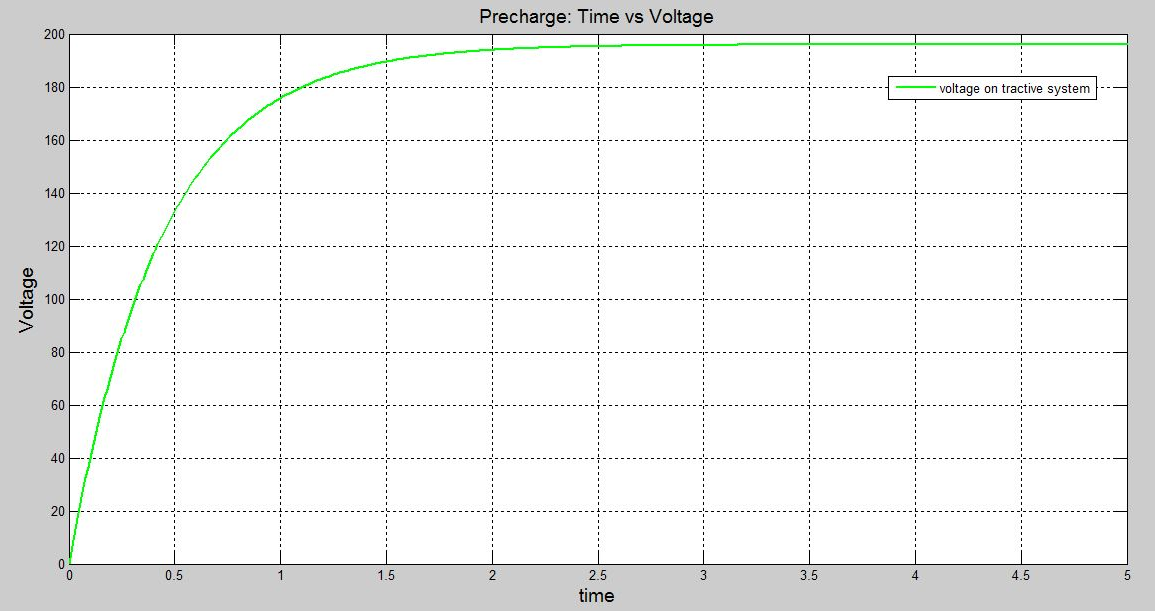 Precharge: Time vs Voltage
200
180
160
140
120
100
80
60
40
20
0
Voltage
voltage on tractive system
0 0.5 1 1.5 2 2.5 3 3.5 4 4.5 5
time